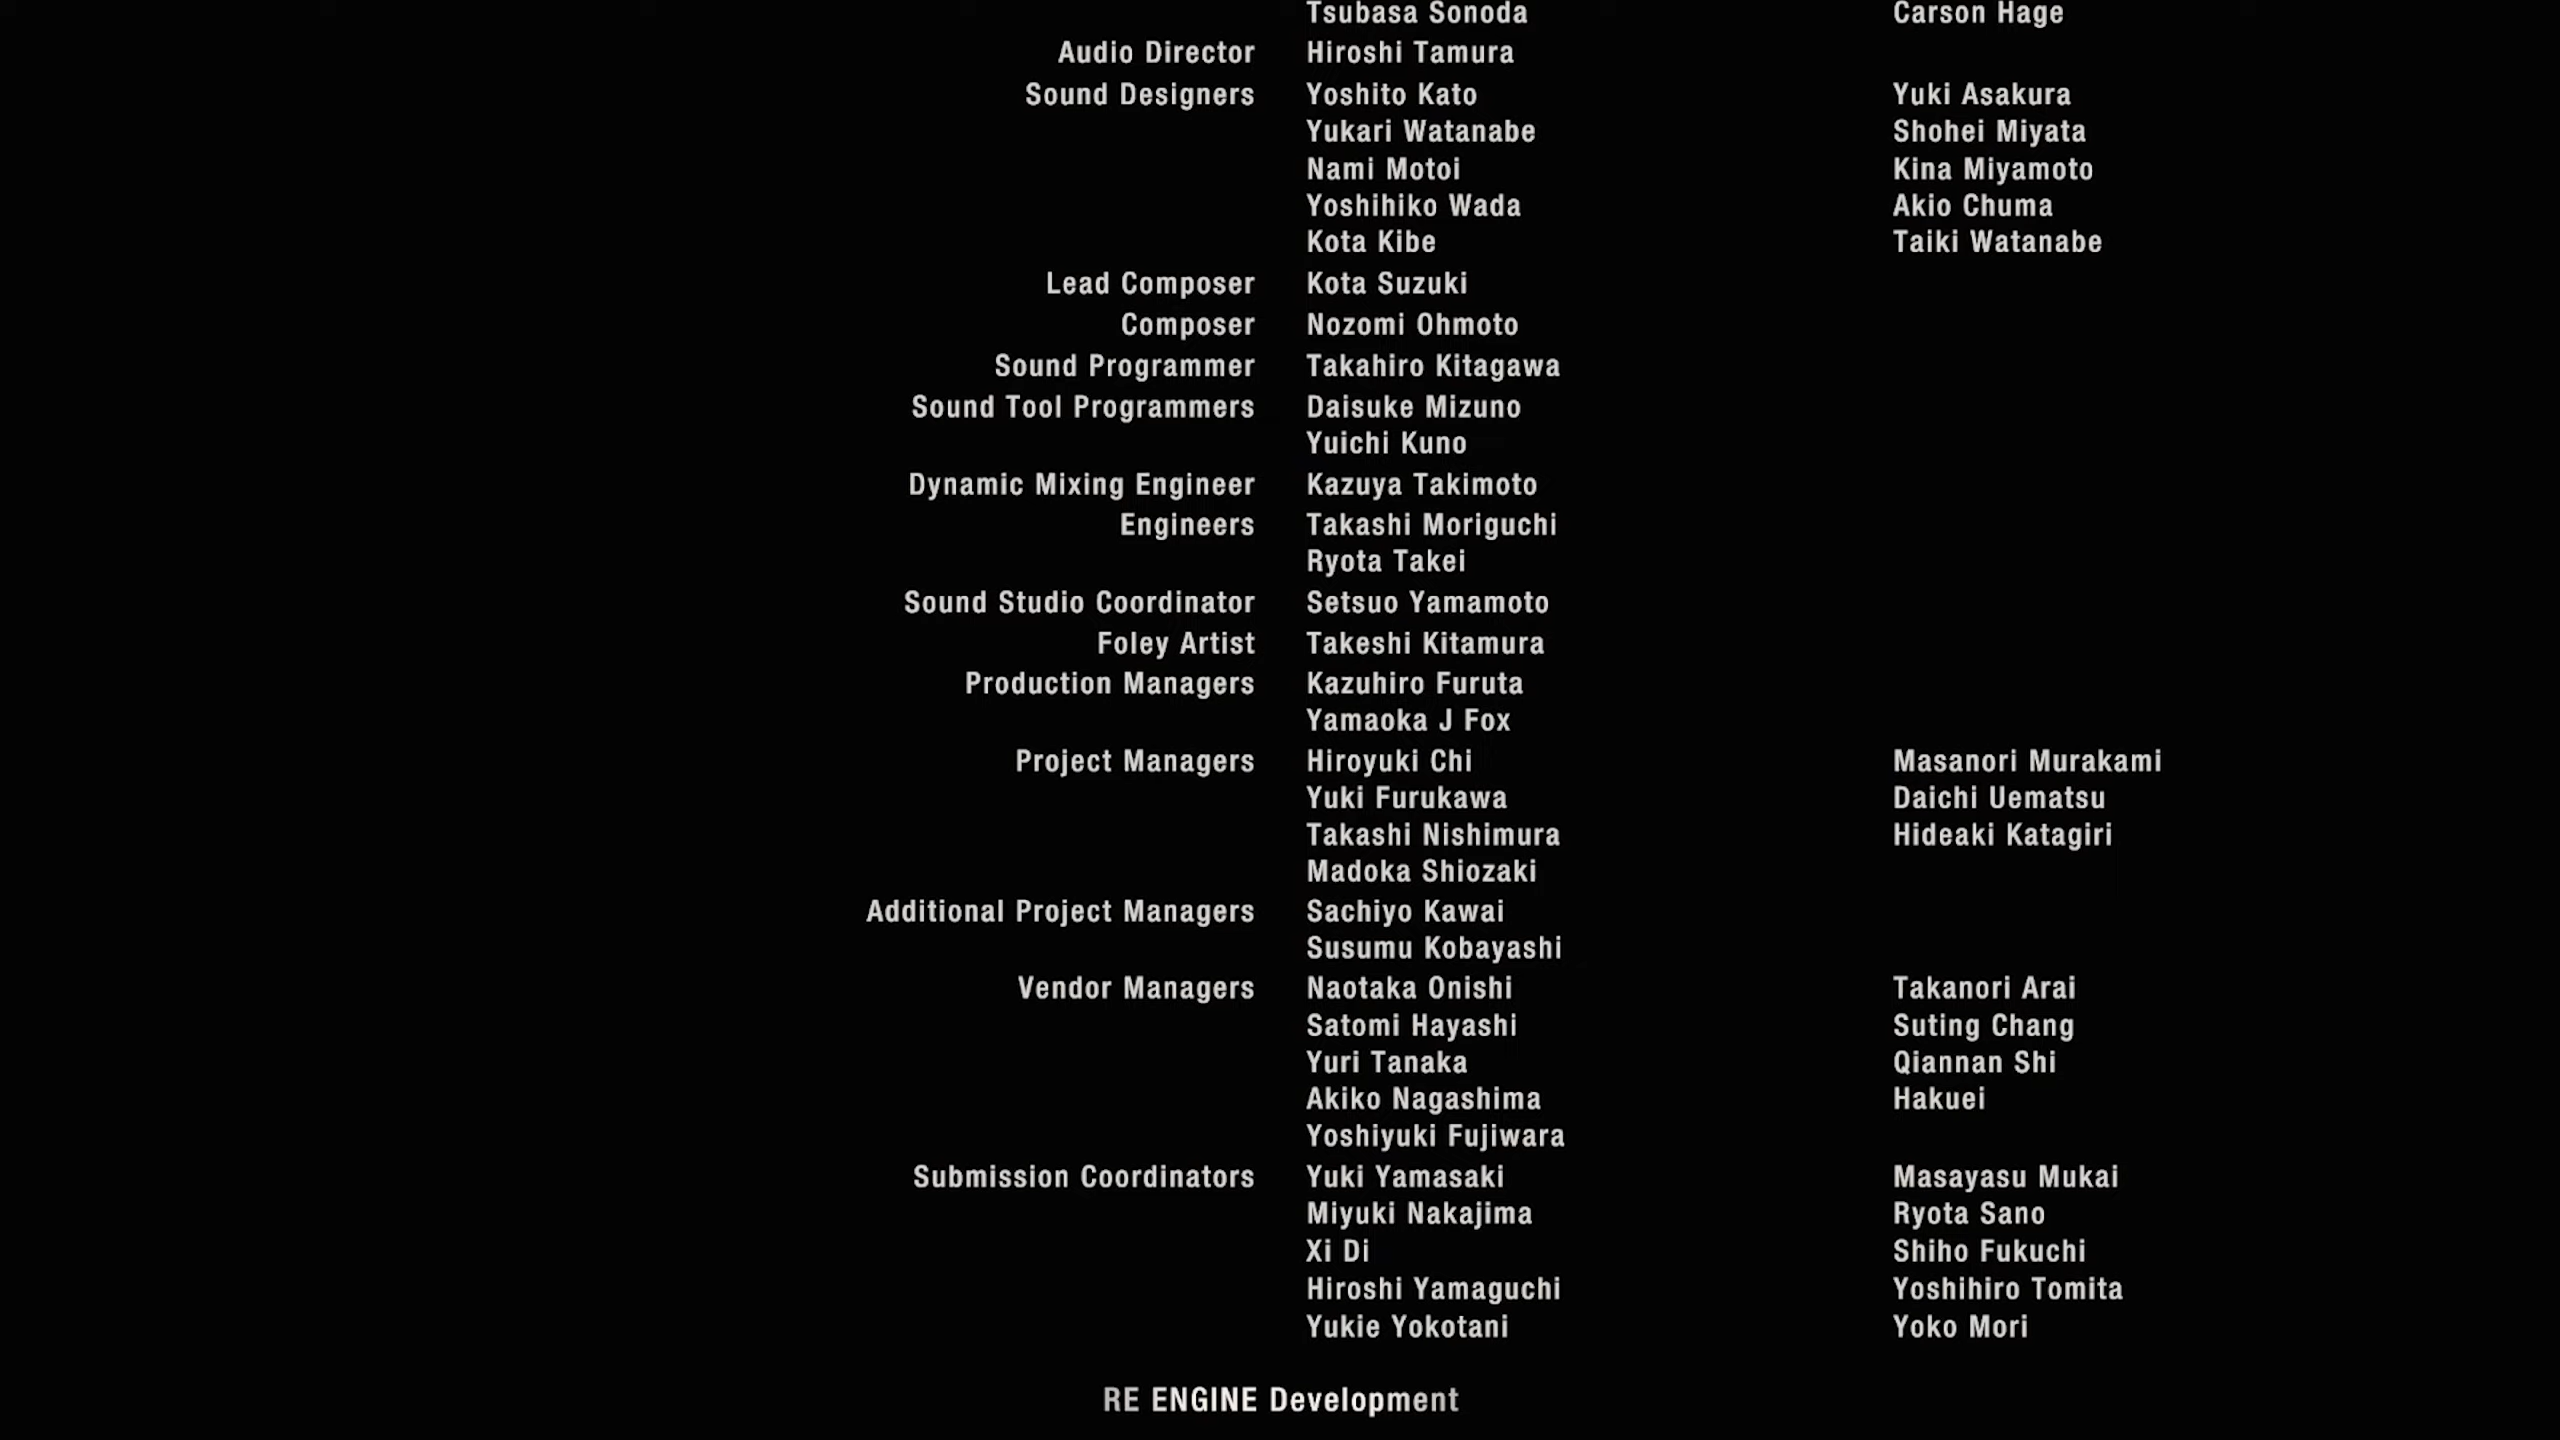 Tsubasa Sonoda Carson Hage
Audio Director Hiroshi Tamura
Sound Designers Yoshito Kato Yuki Asakura
Yukari Watanabe Shohei Miyata
Nami Motoi Kina Miyamoto
Yoshihiko Wada Akio Chuma
Kota Kibe Taiki Watanabe
Lead Composer Kota Suzuki
Composer Nozomi Ohmoto
Sound Programmer Takahiro Kitagawa
Sound Tool Programmers Daisuke Mizuno
Yuichi Kuno
Dynamic Mixing Engineer Kazuya Takimoto
Engineers Takashi Moriguchi
Ryota Takei
Sound Studio Coordinator Setsuo Yamamoto
Foley Artist Takeshi Kitamura
Production Managers Kazuhiro Furuta
Yamaoka J Fox
Project Managers Hiroyuki Chi Masanori Murakami
Yuki Furukawa Daichi Uematsu
Takashi Nishimura Hideaki Katagiri
Madoka Shiozaki
Additional Project Managers Sachiyo Kawai
Susumu Kobayashi
Vendor Managers Naotaka Onishi Takanori Arai
Satomi Hayashi Suting Chang
Yuri Tanaka Qiannan Shi
Akiko Nagashima Hakuei
Yoshiyuki Fujiwara
Submission Coordinators Yuki Yamasaki Masayasu Mukai
Miyuki Nakajima Ryota Sano
Xi Di Shiho Fukuchi
Hiroshi Yamaguchi Yoshihiro Tomita
Yukie Yokotani Yoko Mori
RE ENGINE Development